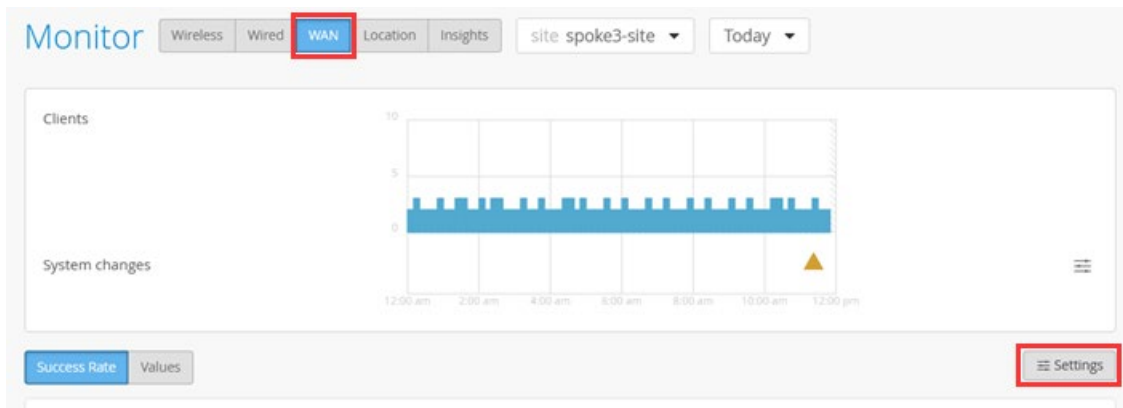 Monitor Wireless Wired WAN Location Insights site spoke3-site Today
Clients
10
5
0
System changes
12:00 am 2:00 am 4:00 am 6:00 am 8:00 am 10:00 am 12:00 pm
Success Rate Values Settings